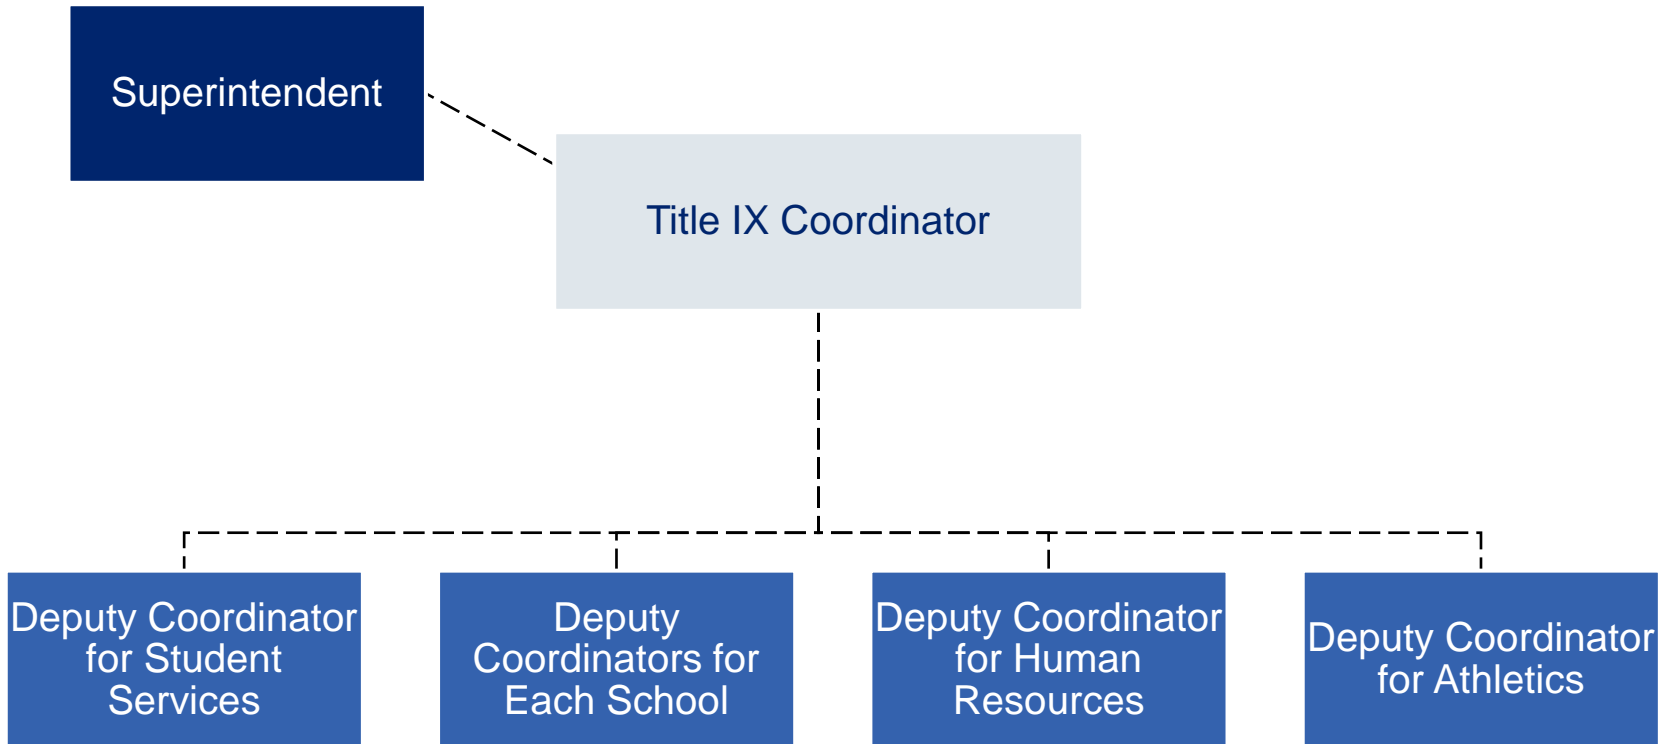 Superintendent
Title IX Coordinator
Deputy Coordinator
for Student
Services
Deputy
Coordinators for
Each School
Deputy Coordinator
for Human
Resources
Deputy Coordinator
for Athletics